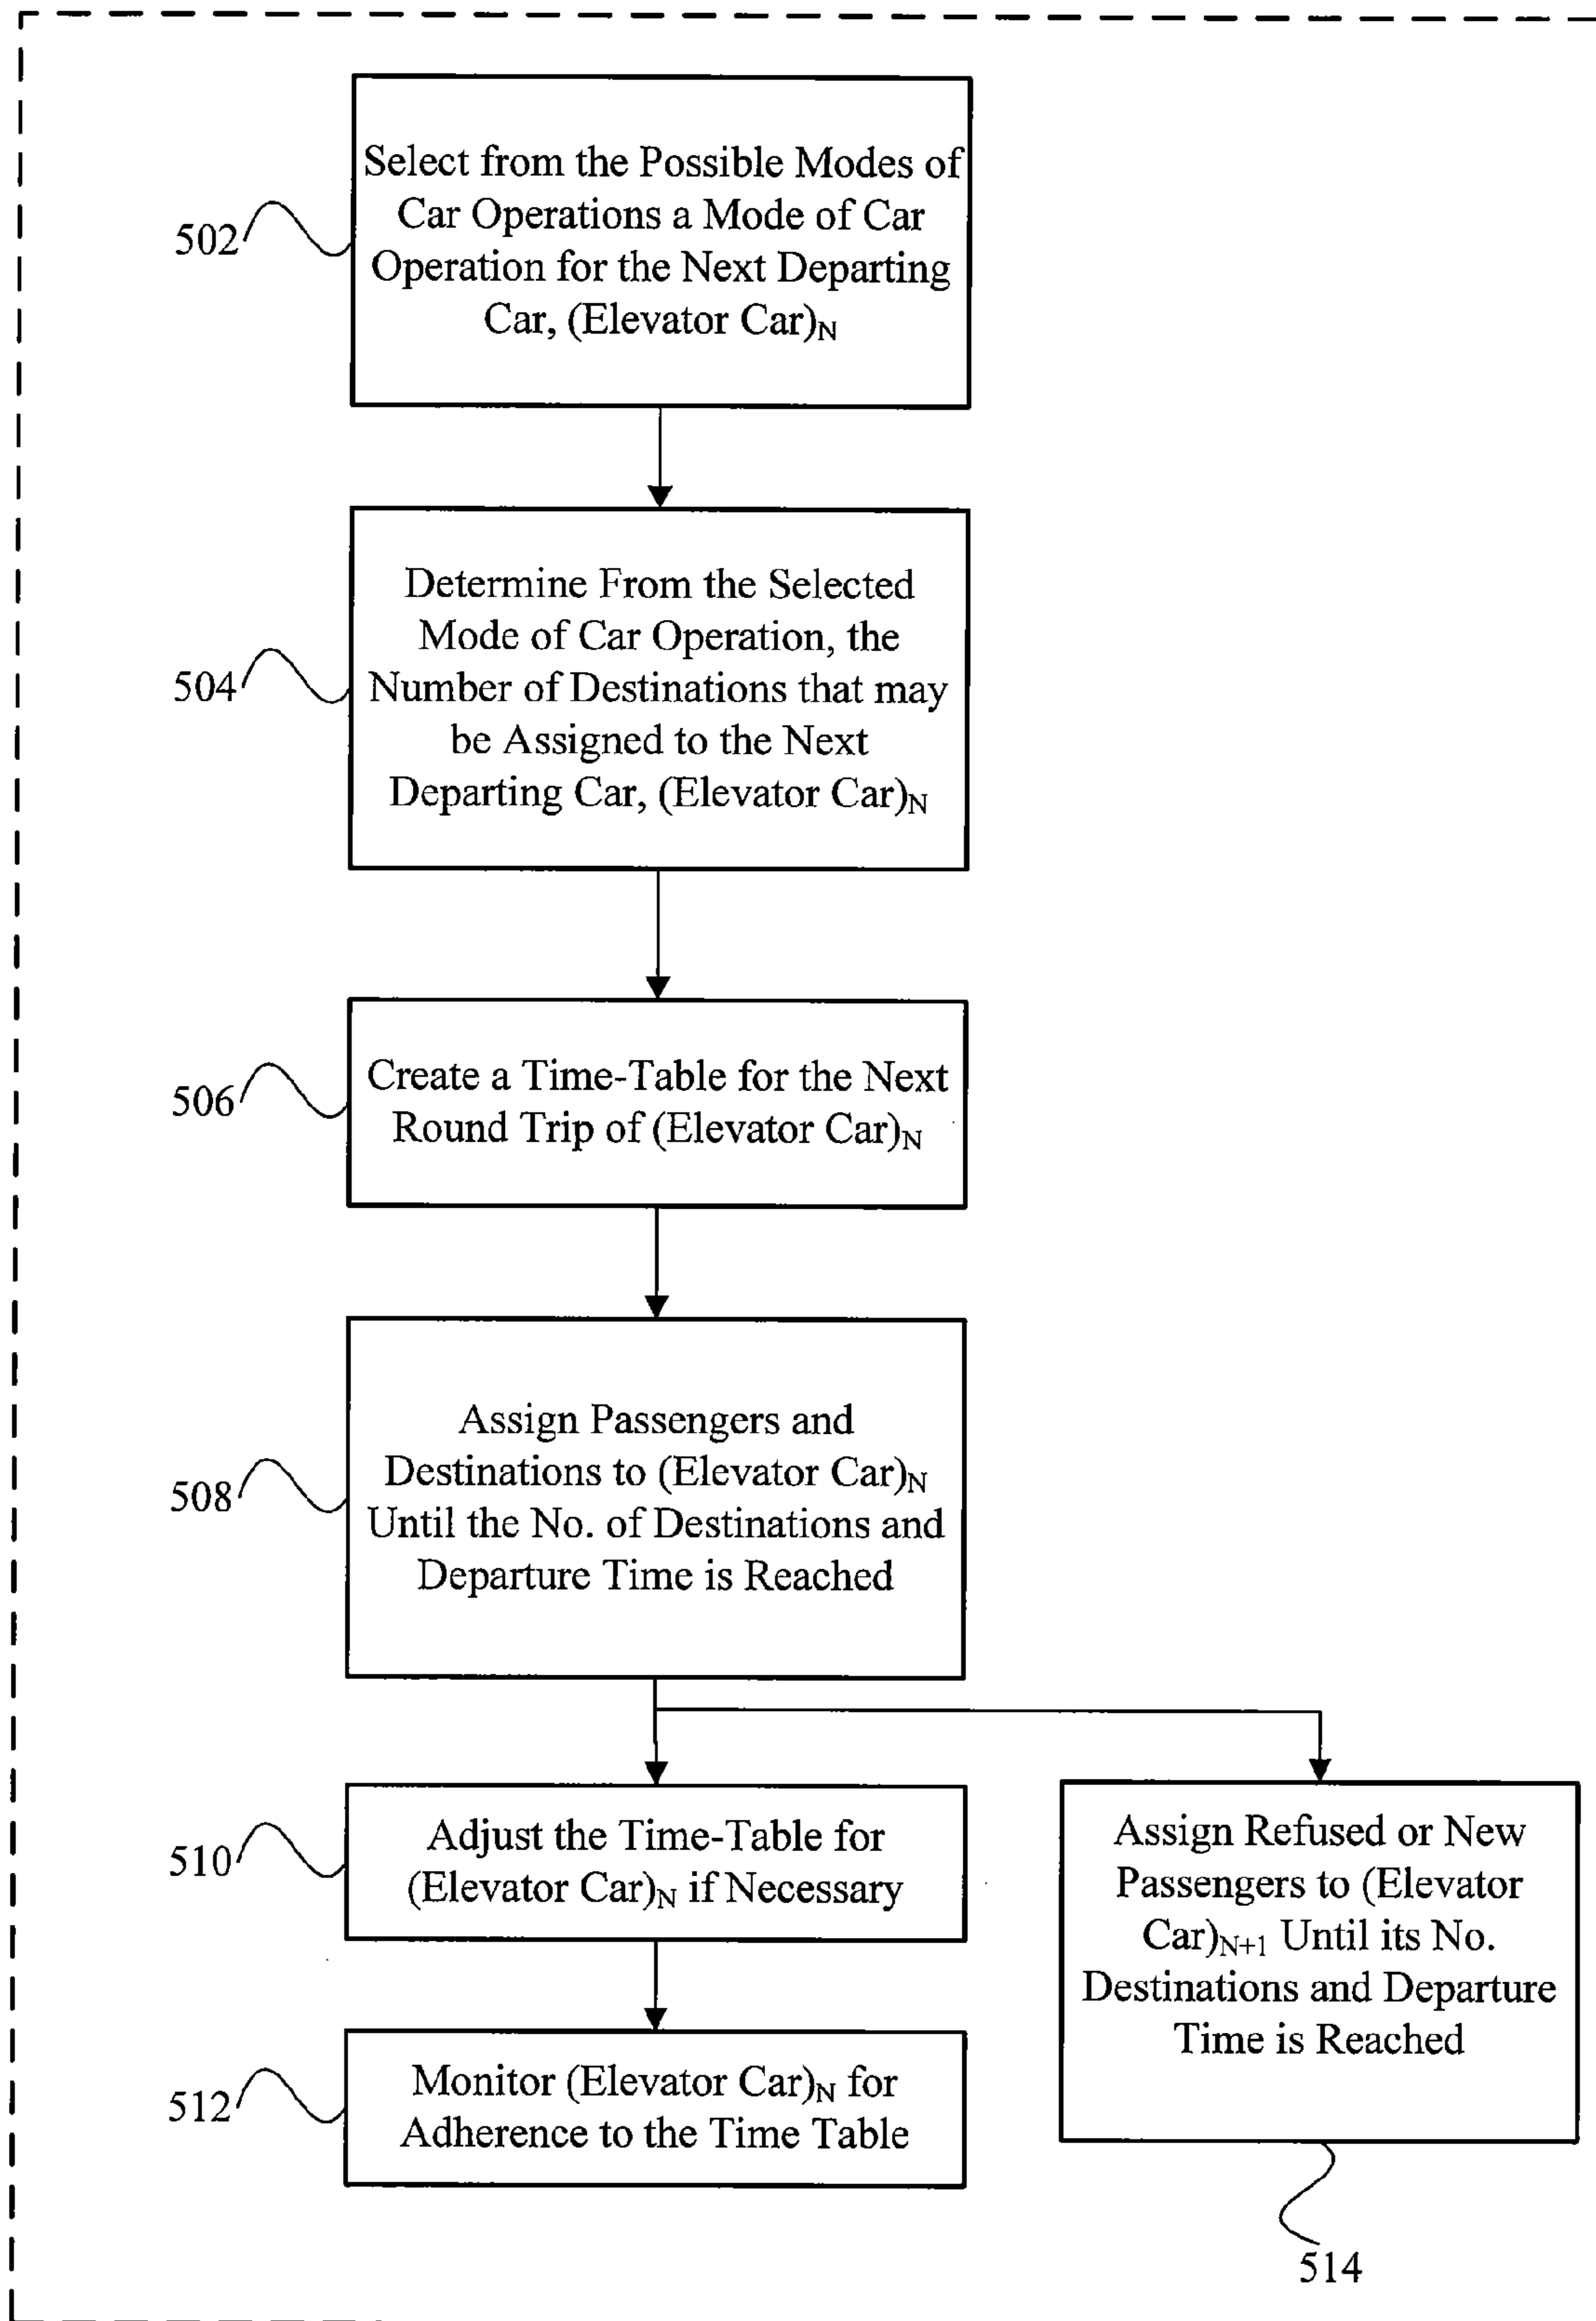 Select from the Possible Modes of
Car Operations a Mode of Car
Operation for the Next Departing
Car, (Elevator Car)N
502
Determine From the Selected
Mode of Car Operation, the
Number of Destinations that may
be Assigned to the Next
Departing Car, (Elevator Car)N
504
Create a Time-Table for the Next
Round Trip of (Elevator Car)N
506
Assign Passengers and
Destinations to (Elevator Car)N
Until the No. of Destinations and
Departure Time is Reached
508
Adjust the Time-Table for
(Elevator Car)N if Necessary
510
Monitor (Elevator Car)N for
Adherence to the Time Table
512
Assign Refused or New
Passengers to (Elevator
Car)N+1 Until its No.
Destinations and Departure
Time is Reached
514